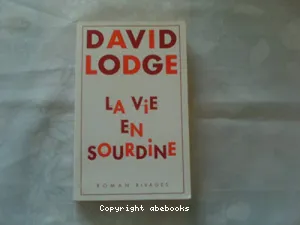 DAVID
LODGE
LA ViE
EN
SOURDiNE
ROMAN RIVAGES
Copyright abebooks